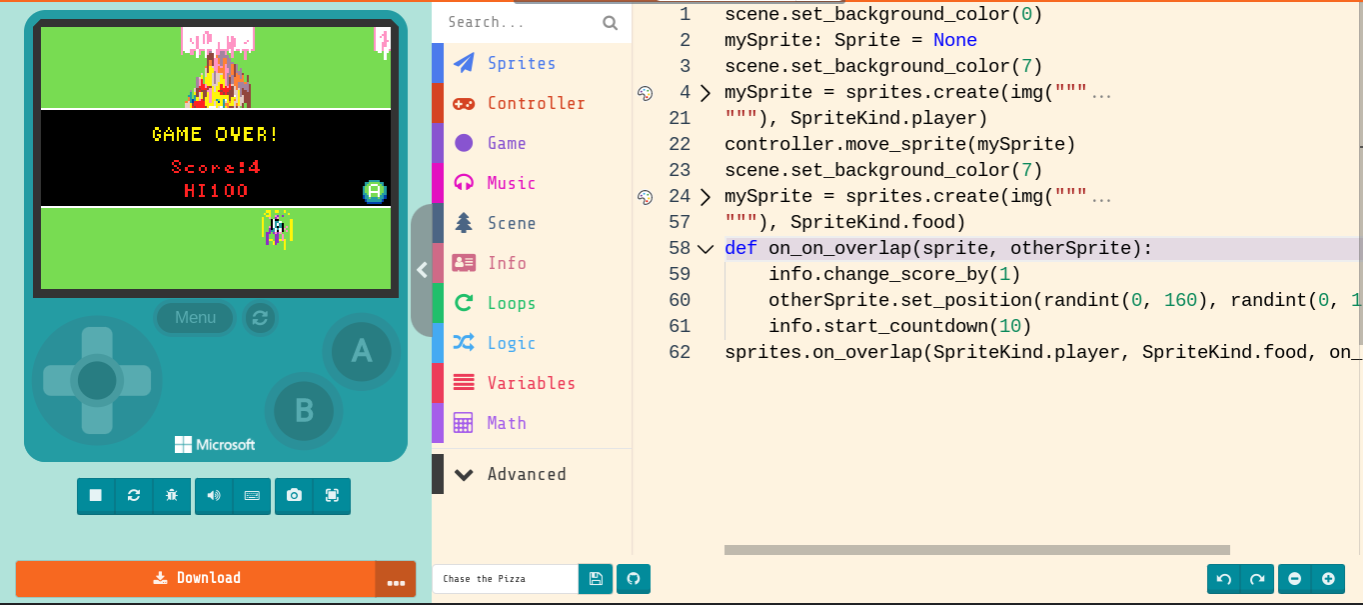 GAME OVER!
Score:4
HI100
A
Menu
A
B
Microsoft
Download
...
Search...
Sprites
Controller
Game
Music
Scene
Info
Loops
Logic
Variables
Math
Advanced
1 scene.set_background_color(0)
2 mySprite: Sprite = None
3 scene.set_background_color(7)
4 mySprite = sprites.create(img("""...
21 """), SpriteKind.player)
22 controller.move_sprite(mySprite)
23 scene.set_background_color(7)
24 mySprite = sprites.create(img("""...
57 """), SpriteKind.food)
58 def on_on_overlap(sprite, otherSprite):
59 info.change_score_by(1)
60 otherSprite.set_position(randint(0, 160), randint(0, 1
61 info.start_countdown(10)
62 sprites.on_overlap(SpriteKind.player, SpriteKind.food, on_
Chase the Pizza